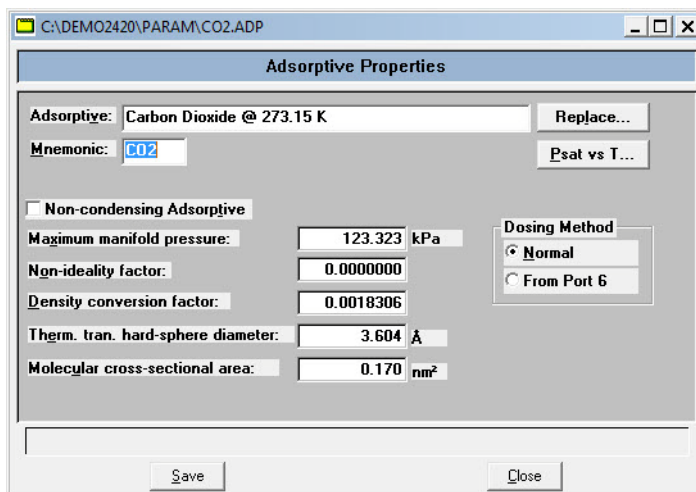 C:\DEMO2420\PARAM\CO2.ADP
Adsorptive Properties
Adsorptive: Carbon Dioxide @ 273.15 K Replace...
Mnemonic: CO2 Psat vs T...
Non-condensing Adsorptive
Dosing Method
Maximum manifold pressure: 123.323 kPa
Normal
Non-ideality factor: 0.0000000
From Port 6
Density conversion factor: 0.0018306
Therm. tran. hard-sphere diameter: 3.604 Å
Molecular cross-sectional area: 0.170 nm²
Save Close